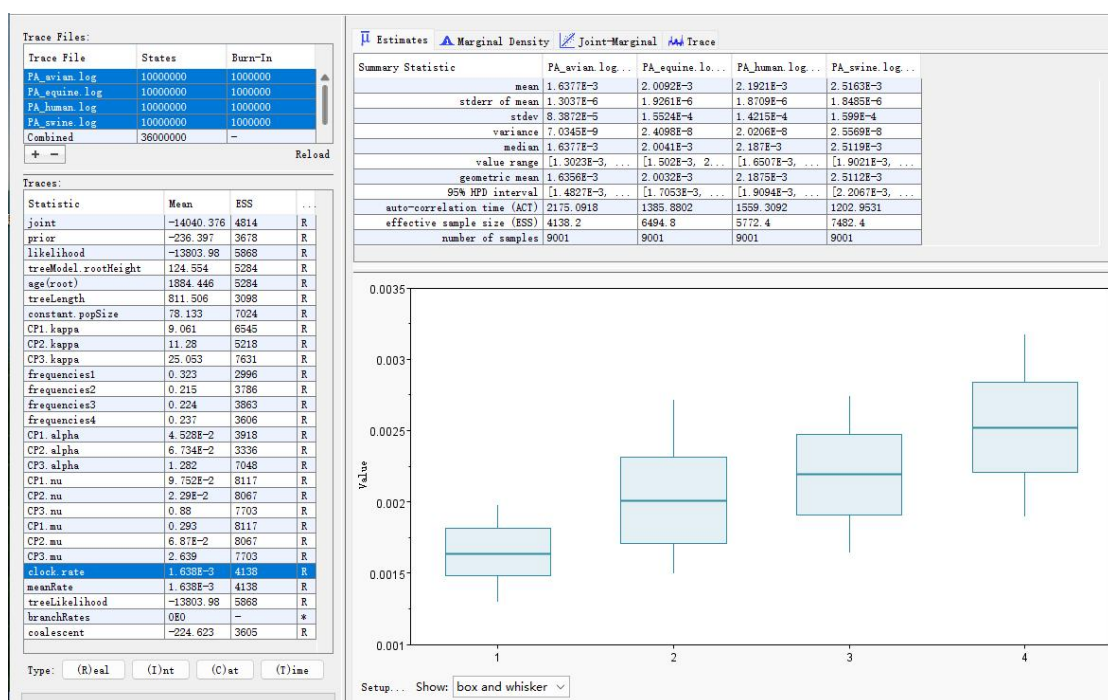 Trace Files:
Trace File States Burn-In
PA_avian.log 10000000 1000000
PA_equine.log 10000000 1000000
PA_human.log 10000000 1000000
PA_swine.log 10000000 1000000
Combined 36000000 -
+ - Reload
Traces:
Statistic Mean ESS ...
joint -14040.376 4814 R
prior -236.397 3678 R
likelihood -13803.98 5868 R
treeModel.rootHeight 124.554 5284 R
age(root) 1884.446 5284 R
treeLength 811.506 3098 R
constant.popSize 78.133 7024 R
CP1.kappa 9.061 6545 R
CP2.kappa 11.28 5218 R
CP3.kappa 25.053 7631 R
frequencies1 0.323 2996 R
frequencies2 0.215 3786 R
frequencies3 0.224 3863 R
frequencies4 0.237 3606 R
CP1.alpha 4.528E-2 3918 R
CP2.alpha 6.734E-2 3336 R
CP3.alpha 1.282 7048 R
CP1.nu 9.752E-2 8117 R
CP2.nu 2.29E-2 8067 R
CP3.nu 0.88 7703 R
CP1.mu 0.293 8117 R
CP2.mu 6.87E-2 8067 R
CP3.mu 2.639 7703 R
clock.rate 1.638E-3 4138 R
meanRate 1.638E-3 4138 R
treeLikelihood -13803.98 5868 R
branchRates 0E0 - *
coalescent -224.623 3605 R
Type: (R)eal (I)nt (C)at (T)ime
Estimates Marginal Density Joint-Marginal Trace
Summary Statistic PA_avian.log... PA_equine.lo... PA_human.log... PA_swine.log...
mean 1.6377E-3 2.0092E-3 2.1921E-3 2.5163E-3
stderr of mean 1.3037E-6 1.9261E-6 1.8709E-6 1.8485E-6
stdev 8.3872E-5 1.5524E-4 1.4215E-4 1.599E-4
variance 7.0345E-9 2.4098E-8 2.0206E-8 2.5569E-8
median 1.6377E-3 2.0041E-3 2.187E-3 2.5119E-3
value range [1.3023E-3, ... [1.502E-3, 2... [1.6507E-3, ... [1.9021E-3, ...
geometric mean 1.6356E-3 2.0032E-3 2.1875E-3 2.5112E-3
95% HPD interval [1.4827E-3, ... [1.7053E-3, ... [1.9094E-3, ... [2.2067E-3, ...
auto-correlation time (ACT) 2175.0918 1385.8802 1559.3092 1202.9531
effective sample size (ESS) 4138.2 6494.8 5772.4 7482.4
number of samples 9001 9001 9001 9001
0.0035
0.003
0.0025
0.002
0.0015
0.001
Value
1 2 3 4
Setup... Show: box and whisker